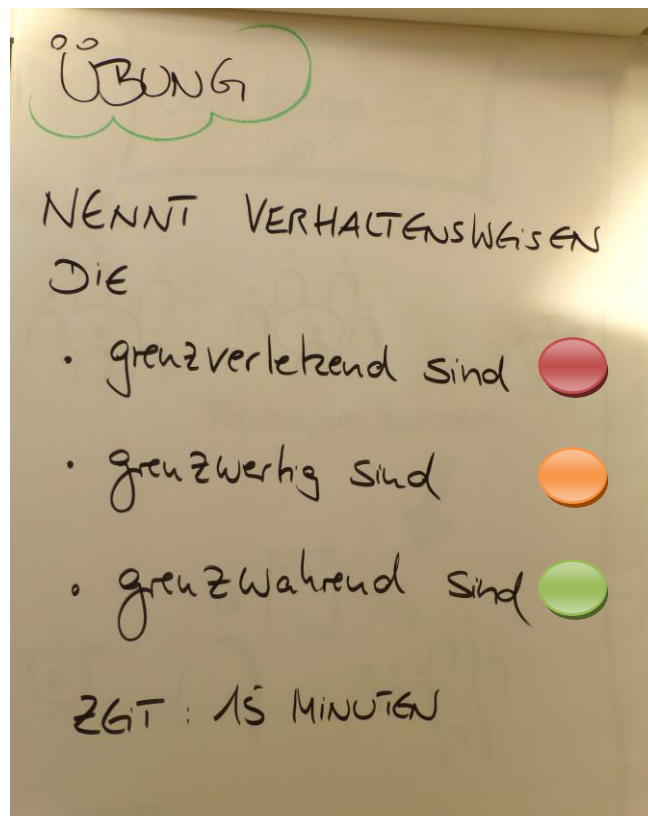 ÜBUNG
NENNT VERHALTENSWEISEN
DIE
· grenzverletzend sind
· grenzwertig sind
· grenzwahrend sind
ZEIT: 15 MINUTEN